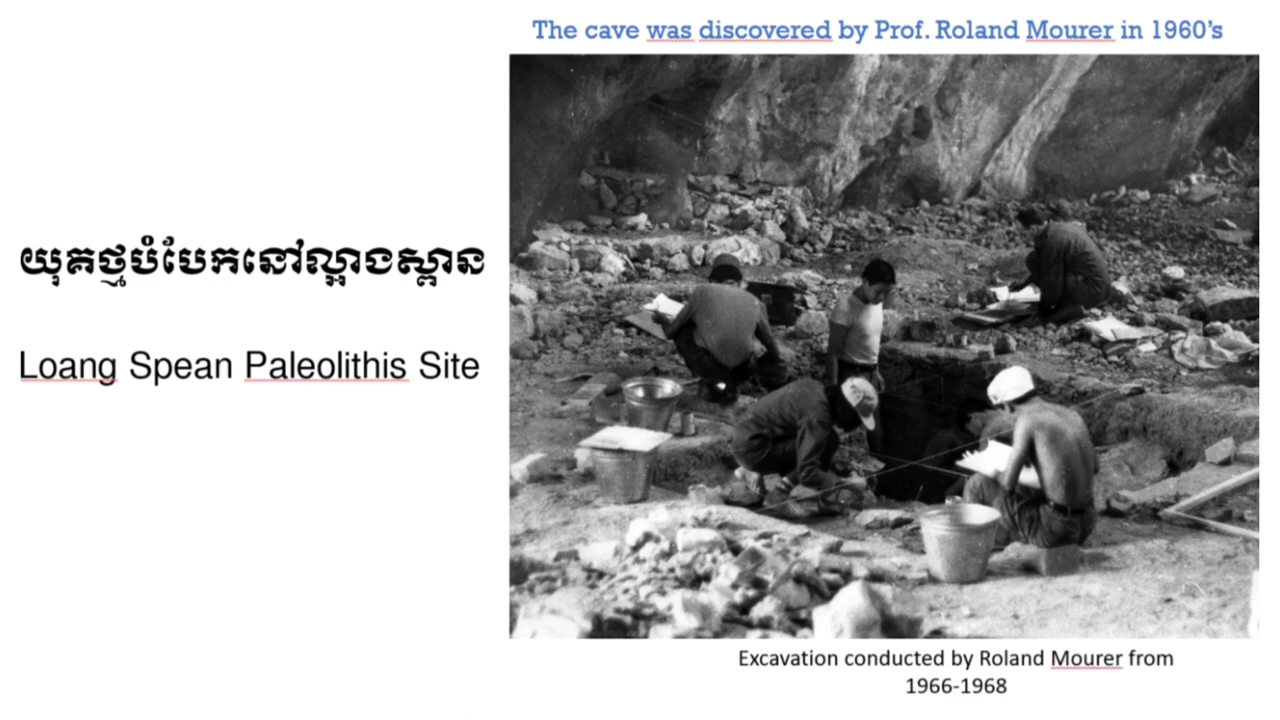 The cave was discovered by Prof. Roland Mourer in 1960’s
យុគថ្មបំបែកនៅល្អាងស្ពាន
Loang Spean Paleolithis Site
Excavation conducted by Roland Mourer from
1966-1968